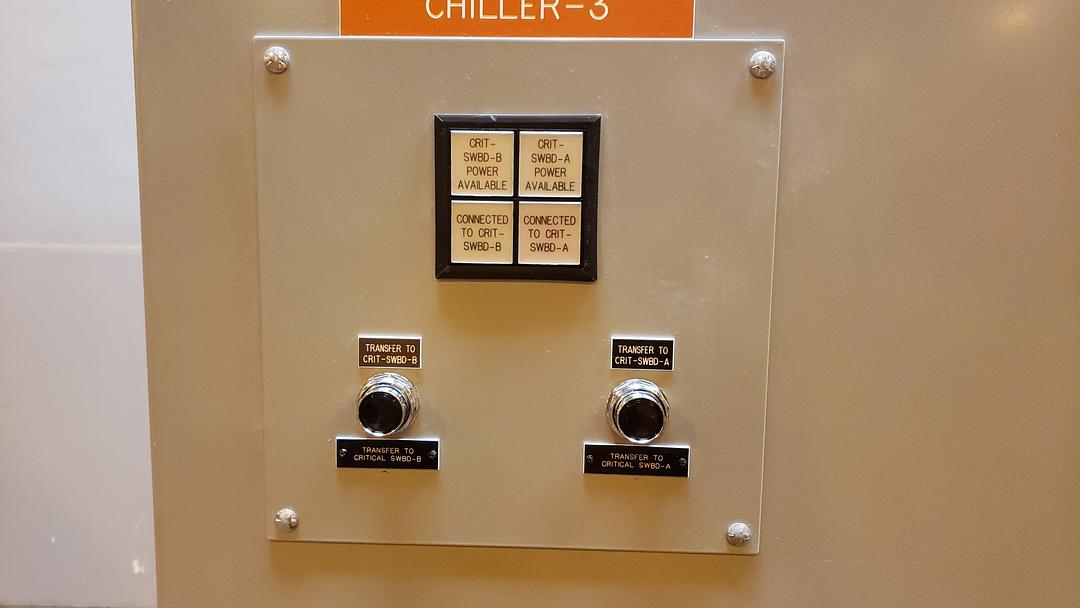 CHILLER-3
CRIT-
SWBD-B
POWER
AVAILABLE
CRIT-
SWBD-A
POWER
AVAILABLE
CONNECTED
TO CRIT-
SWBD-B
CONNECTED
TO CRIT-
SWBD-A
TRANSFER TO
CRIT-SWBD-B
TRANSFER TO
CRIT-SWBD-A
TRANSFER TO
CRITICAL SWBD-B
TRANSFER TO
CRITICAL SWBD-A